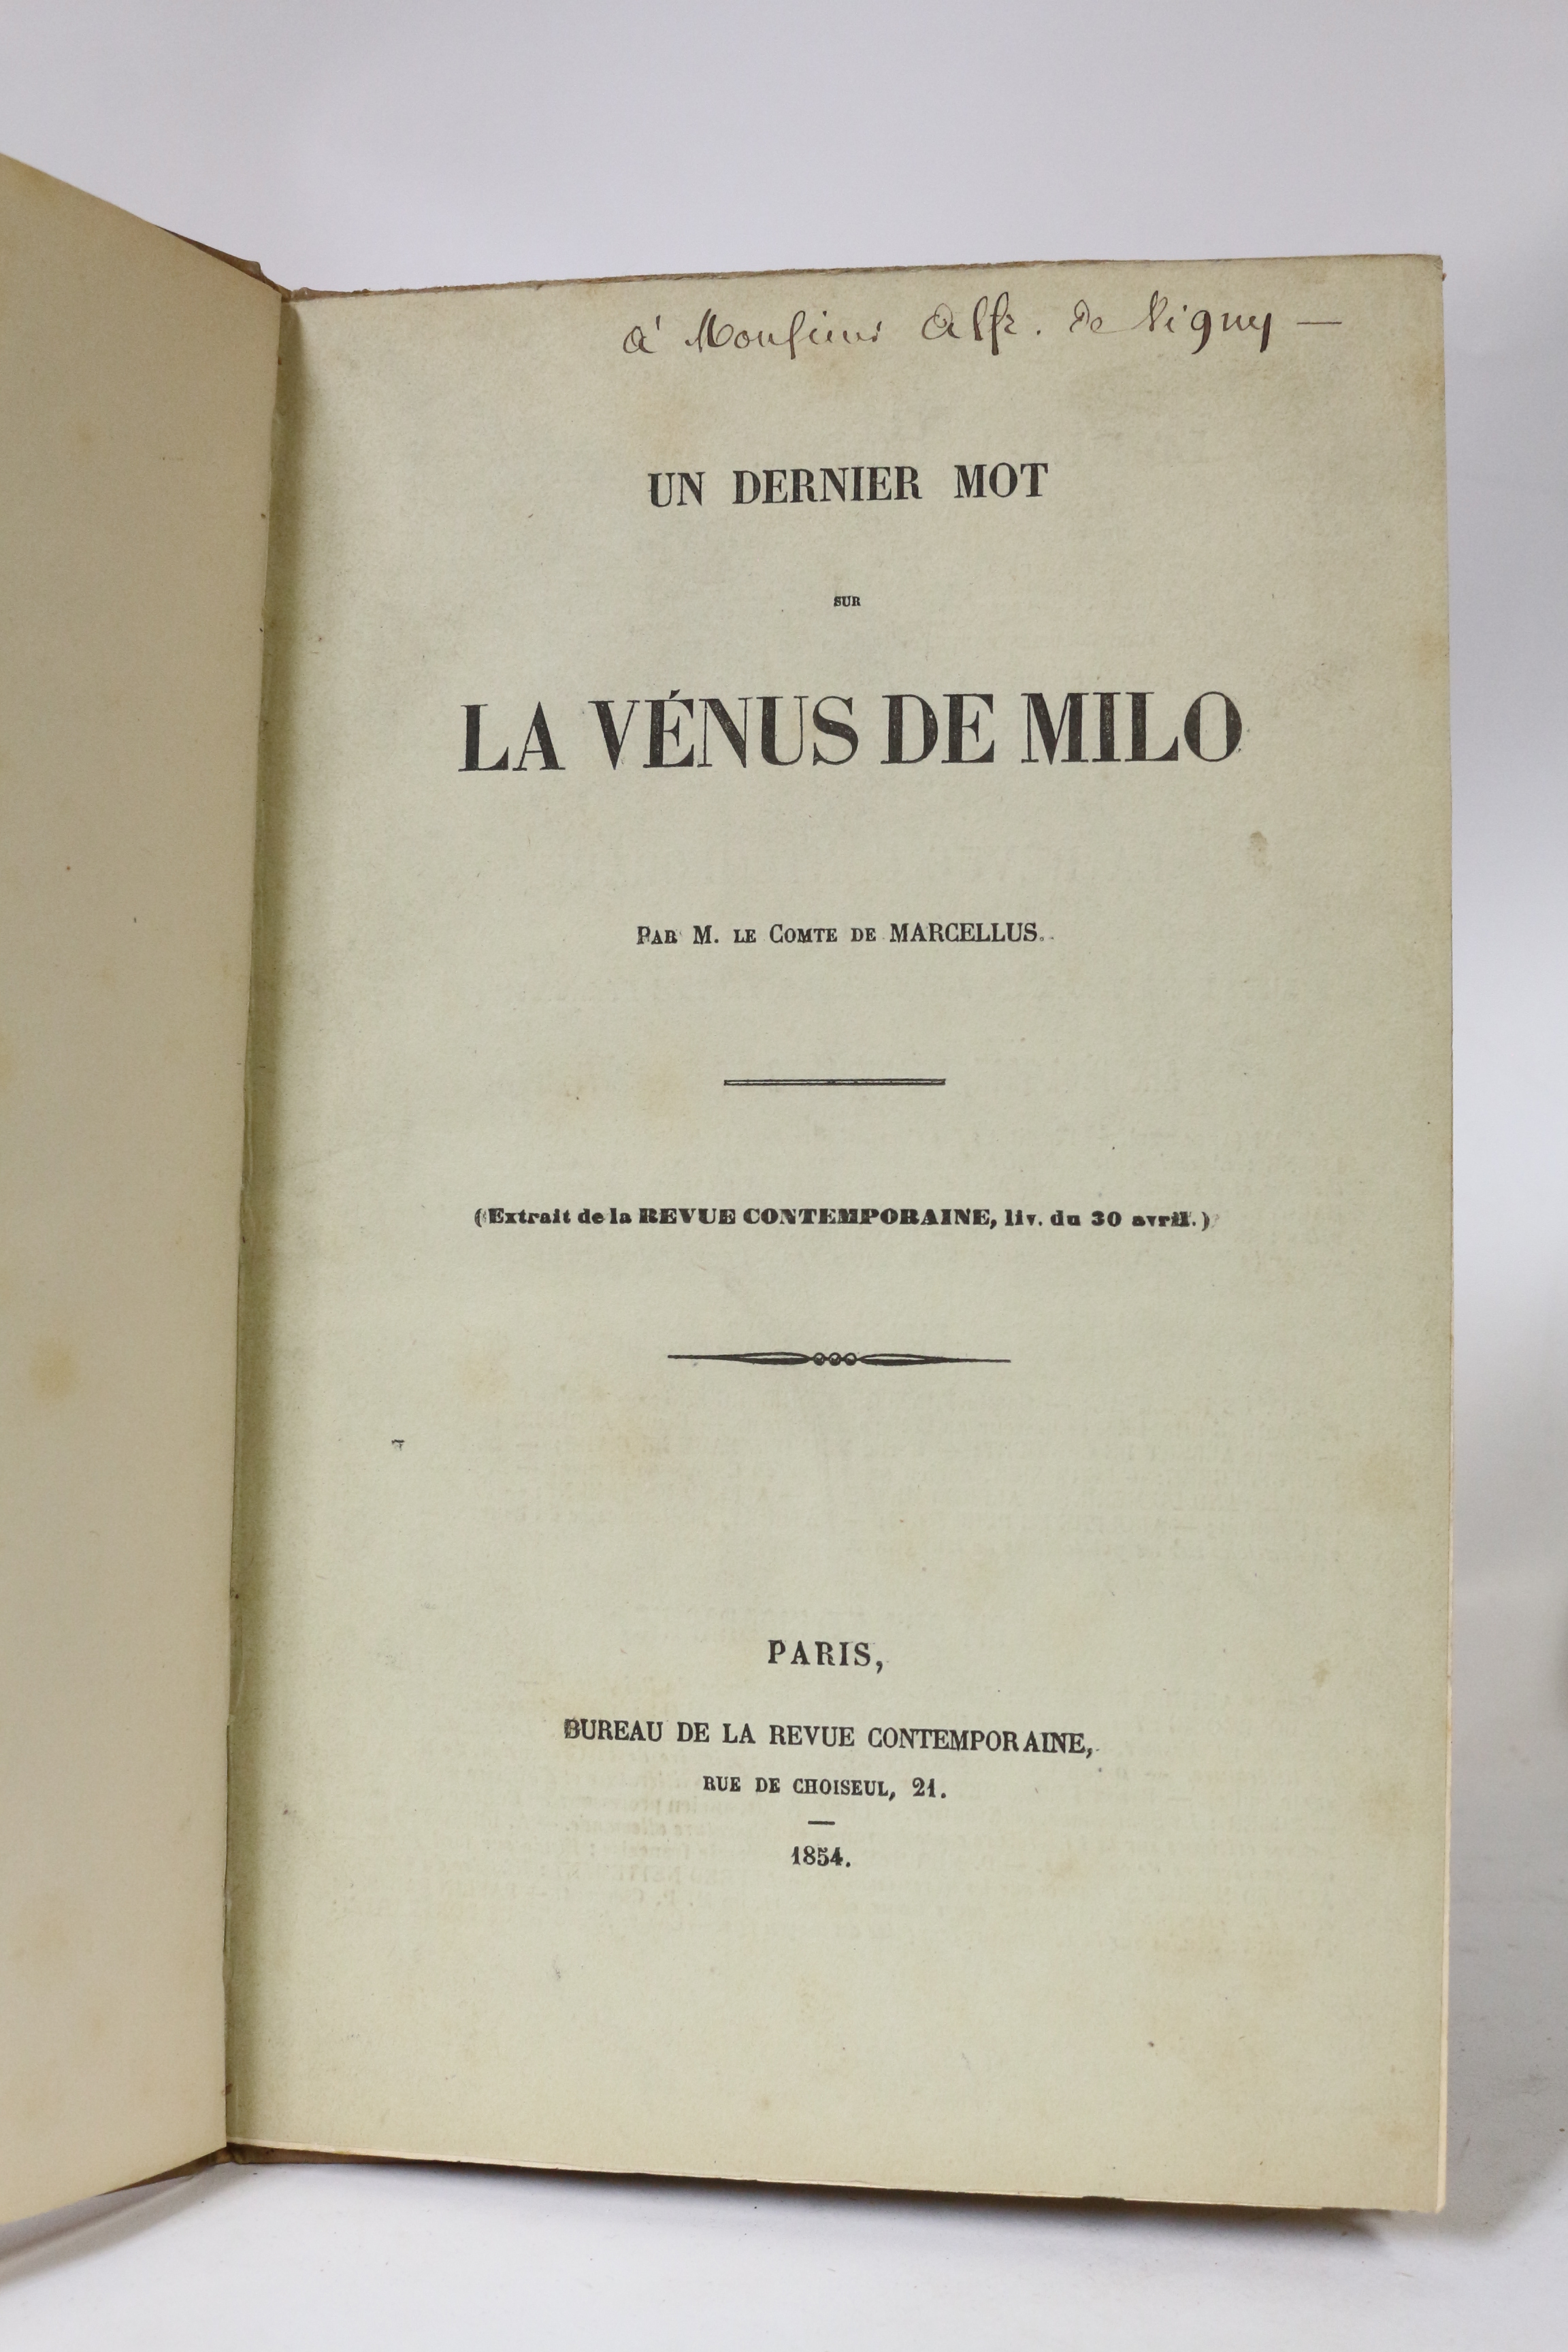 à Monsieur Alfr. de Vigny —
UN DERNIER MOT
SUR
LA VÉNUS DE MILO
PAR M. LE COMTE DE MARCELLUS.
(Extrait de la REVUE CONTEMPORAINE, liv. du 30 avril.)
PARIS,
BUREAU DE LA REVUE CONTEMPORAINE,
RUE DE CHOISEUL, 21.
1854.